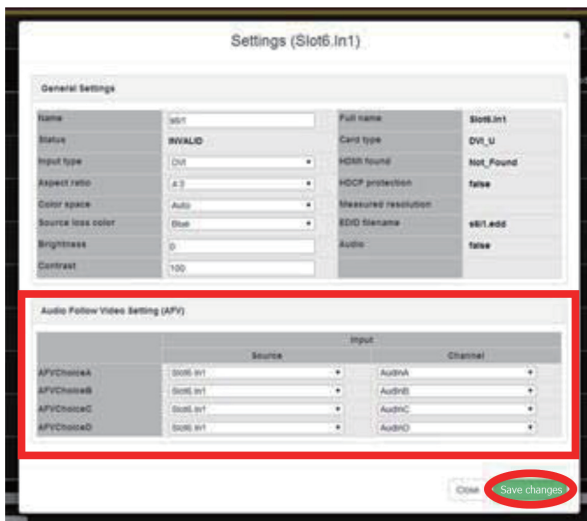 Settings (Slot6.In1)
×
General Settings
Name s6i1 Full name Slot6.In1
Status INVALID Card type DVI_U
Input type DVI HDMI found Not_Found
Aspect ratio 4:3 HDCP protection false
Color space Auto Measured resolution
Source loss color Blue EDID filename s6i1.edd
Brightness 0 Audio false
Contrast 100
Audio Follow Video Setting (AFV)
Input
Source Channel
AFVChoiceA Slot6.In1 AudInA
AFVChoiceB Slot6.In1 AudInB
AFVChoiceC Slot6.In1 AudInC
AFVChoiceD Slot6.In1 AudInD
Close Save changes